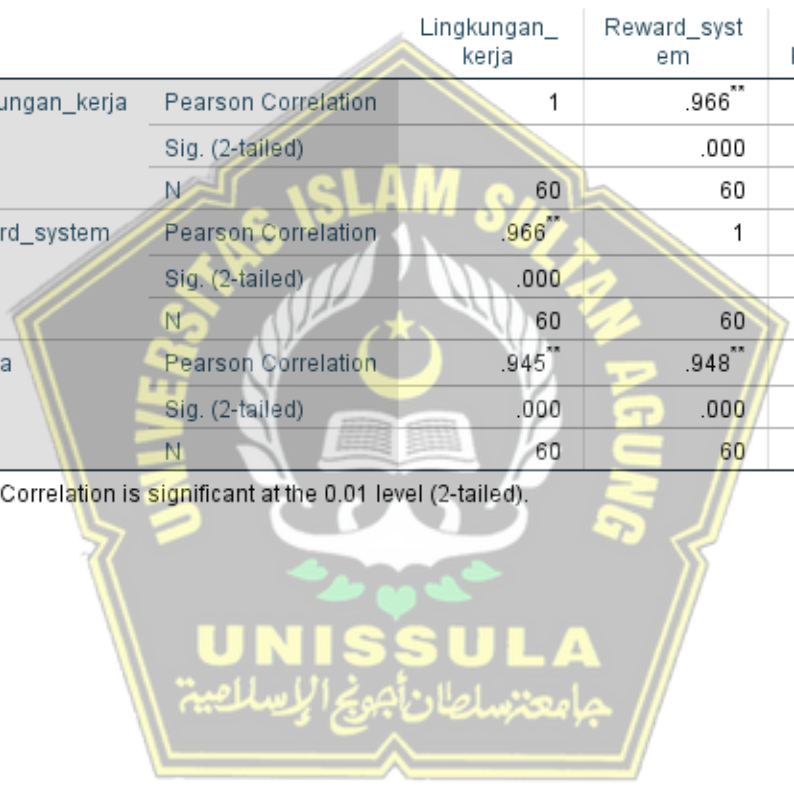 Lingkungan_ Reward_syst
kerja em
ungan_kerja Pearson Correlation 1 .966**
Sig. (2-tailed) .000
N 60 60
rd_system Pearson Correlation .966** 1
Sig. (2-tailed) .000
N 60 60
a Pearson Correlation .945** .948**
Sig. (2-tailed) .000 .000
N 60 60
Correlation is significant at the 0.01 level (2-tailed).
UNIVERSITAS ISLAM SULTAN AGUNG
UNISSULA
جامعة سلطان أجونج الإسلامية